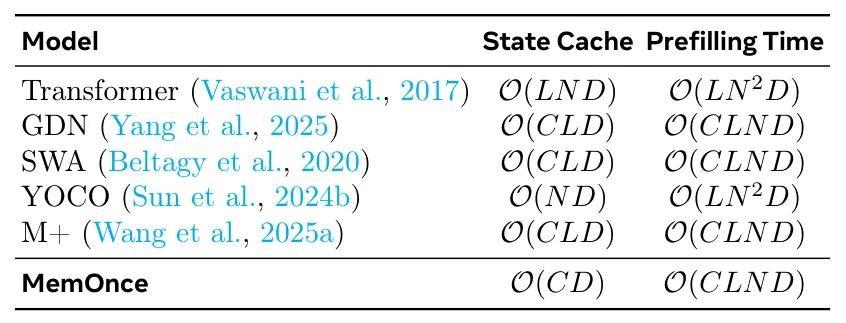 Model State Cache Prefilling Time
Transformer (Vaswani et al., 2017) O(LND) O(LN²D)
GDN (Yang et al., 2025) O(CLD) O(CLND)
SWA (Beltagy et al., 2020) O(CLD) O(CLND)
YOCO (Sun et al., 2024b) O(ND) O(LN²D)
M+ (Wang et al., 2025a) O(CLD) O(CLND)
MemOnce O(CD) O(CLND)